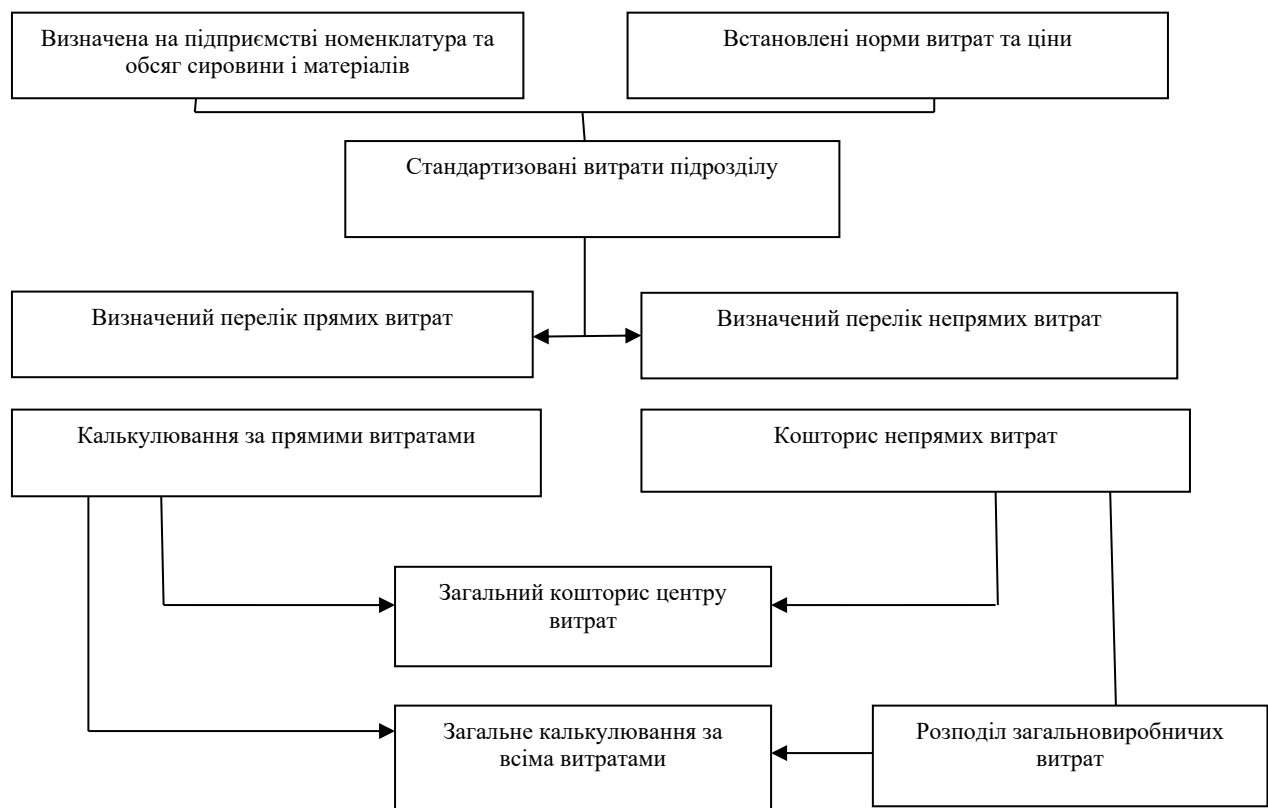 Визначена на підприємстві номенклатура та
обсяг сировини і матеріалів
Встановлені норми витрат та ціни
Стандартизовані витрати підрозділу
Визначений перелік прямих витрат
Визначений перелік непрямих витрат
Калькулювання за прямими витратами
Кошторис непрямих витрат
Загальний кошторис центру
витрат
Загальне калькулювання за
всіма витратами
Розподіл загальновиробничих
витрат